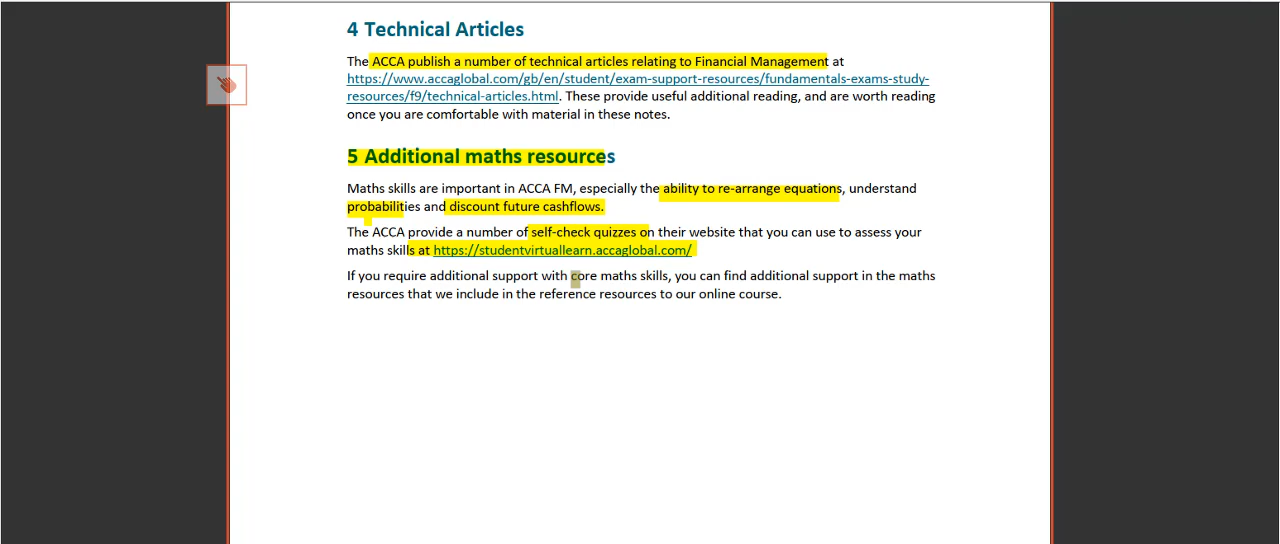 4 Technical Articles
The ACCA publish a number of technical articles relating to Financial Management at
https://www.accaglobal.com/gb/en/student/exam-support-resources/fundamentals-exams-study-
resources/f9/technical-articles.html. These provide useful additional reading, and are worth reading
once you are comfortable with material in these notes.
5 Additional maths resources
Maths skills are important in ACCA FM, especially the ability to re-arrange equations, understand
probabilities and discount future cashflows.
The ACCA provide a number of self-check quizzes on their website that you can use to assess your
maths skills at https://studentvirtuallearn.accaglobal.com/
If you require additional support with core maths skills, you can find additional support in the maths
resources that we include in the reference resources to our online course.